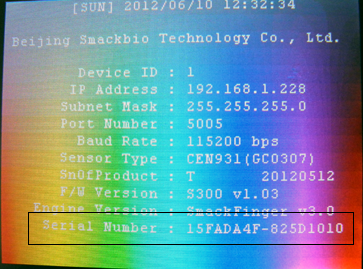 [SUN] 2012/06/10 12:32:34
Beijing Smackbio Technology Co., Ltd.
Device ID : 1
IP Address : 192.168.1.228
Subnet Mask : 255.255.255.0
Port Number : 5005
Baud Rate : 115200 bps
Sensor Type : CEN931(GC0307)
SnOfProduct : T 20120512
F/W Version : S300 v1.03
Engine Version : SmackFinger v3.0
Serial Number : 15FADA4F-825D1010